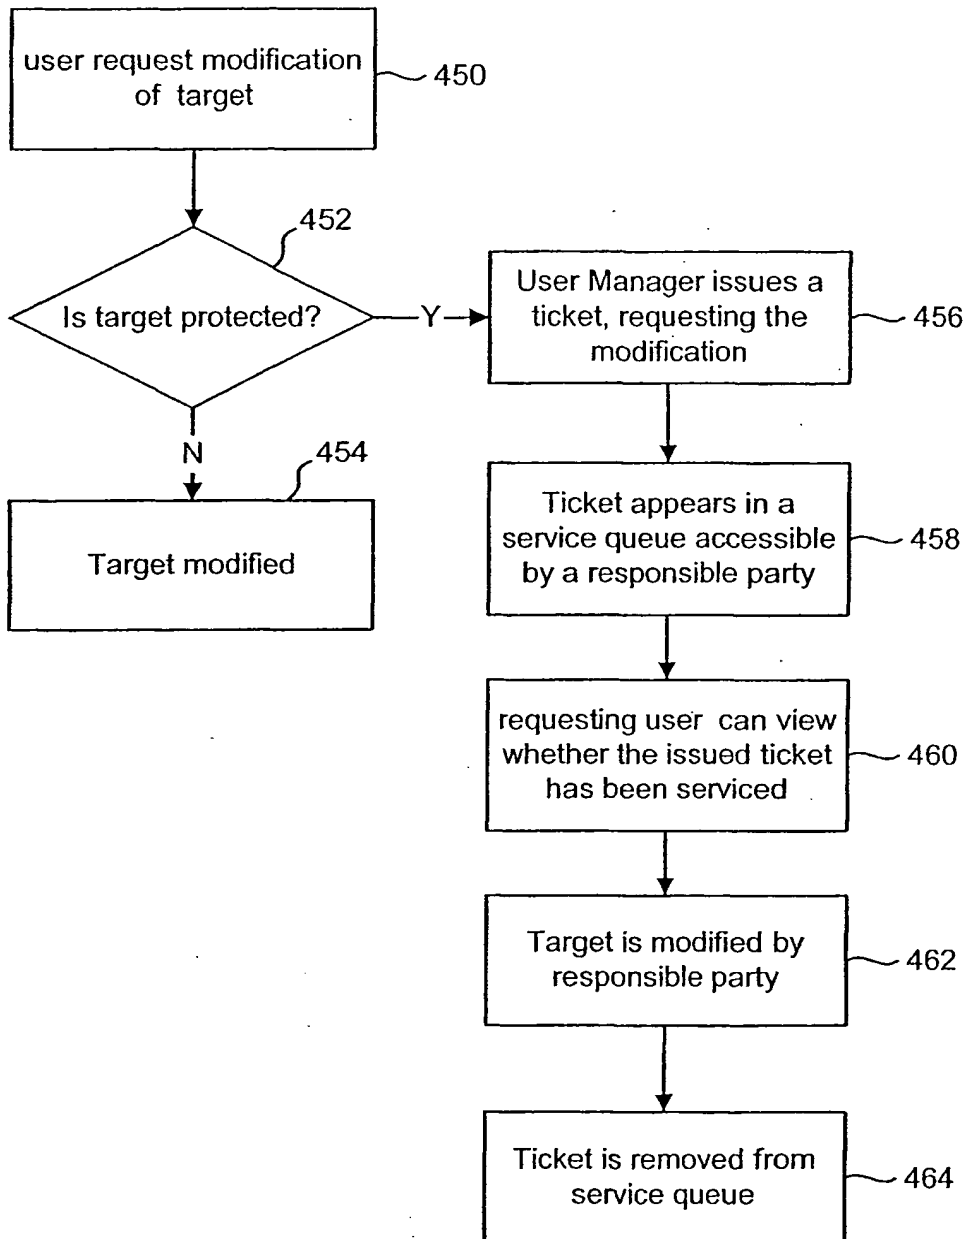 user request modification
of target
450
452
Is target protected?
Y
N
454
Target modified
User Manager issues a
ticket, requesting the
modification
456
Ticket appears in a
service queue accessible
by a responsible party
458
requesting user can view
whether the issued ticket
has been serviced
460
Target is modified by
responsible party
462
Ticket is removed from
service queue
464